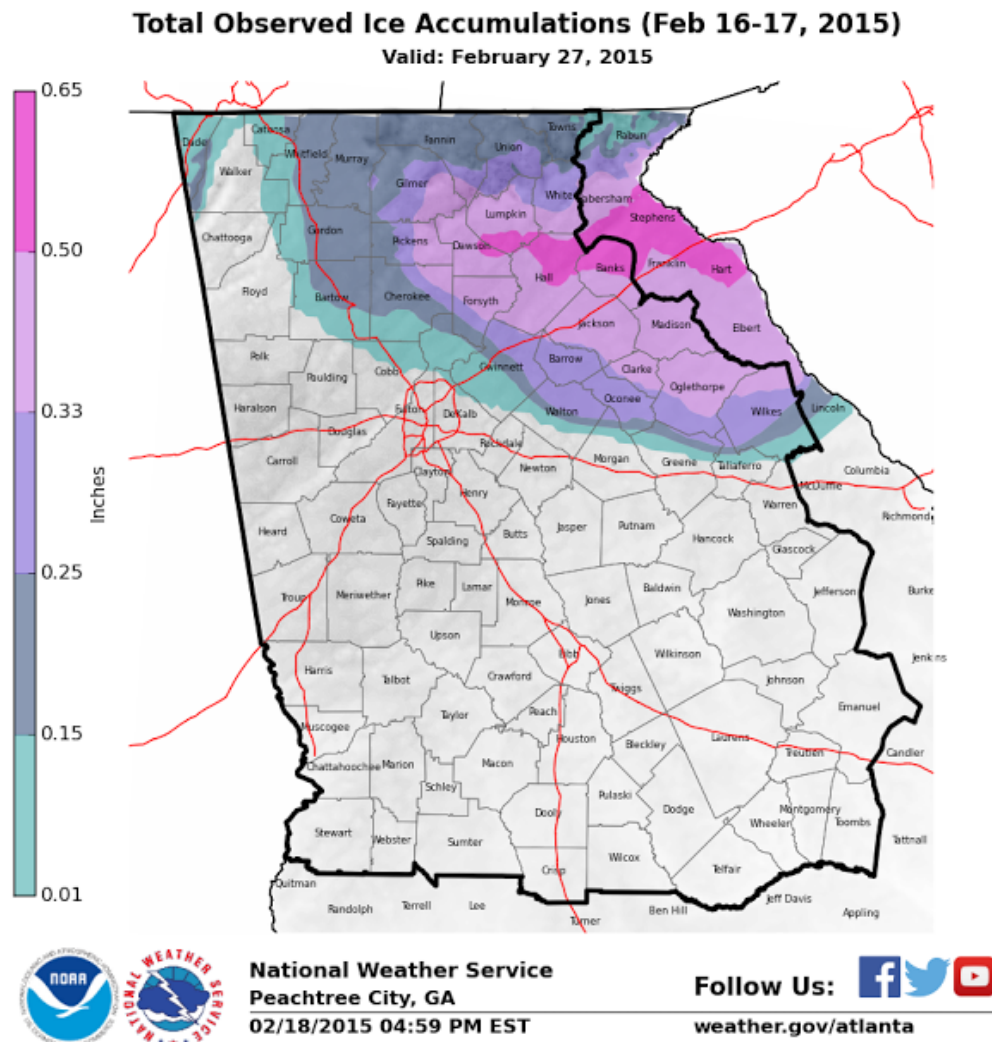 Total Observed Ice Accumulations (Feb 16-17, 2015)
Valid: February 27, 2015
0.65
0.50
0.33
0.25
0.15
0.01
Inches
Dade
Catoosa
Whitfield
Walker
Murray
Fannin
Union
Towns
Rabun
Gilmer
White
Habersham
Lumpkin
Stephens
Chattooga
Gordon
Pickens
Dawson
Hall
Banks
Franklin
Hart
Floyd
Bartow
Cherokee
Forsyth
Jackson
Madison
Elbert
Polk
Paulding
Cobb
Gwinnett
Barrow
Clarke
Oglethorpe
Haralson
Fulton
DeKalb
Walton
Oconee
Wilkes
Lincoln
Douglas
Carroll
Rockdale
Clayton
Newton
Morgan
Greene
Taliaferro
Columbia
McDuffie
Fayette
Henry
Warren
Richmond
Heard
Coweta
Spalding
Butts
Jasper
Putnam
Hancock
Glascock
Troup
Meriwether
Pike
Lamar
Monroe
Jones
Baldwin
Washington
Jefferson
Burke
Upson
Bibb
Wilkinson
Jenkins
Harris
Talbot
Crawford
Twiggs
Johnson
Emanuel
Muscogee
Taylor
Peach
Houston
Bleckley
Laurens
Treutlen
Candler
Chattahoochee
Marion
Macon
Schley
Pulaski
Dodge
Montgomery
Wheeler
Toombs
Tattnall
Stewart
Webster
Sumter
Dooly
Wilcox
Telfair
Crisp
Quitman
Randolph
Terrell
Lee
Turner
Ben Hill
Jeff Davis
Appling
NOAA
NATIONAL WEATHER SERVICE
National Weather Service
Peachtree City, GA
02/18/2015 04:59 PM EST
Follow Us:
weather.gov/atlanta